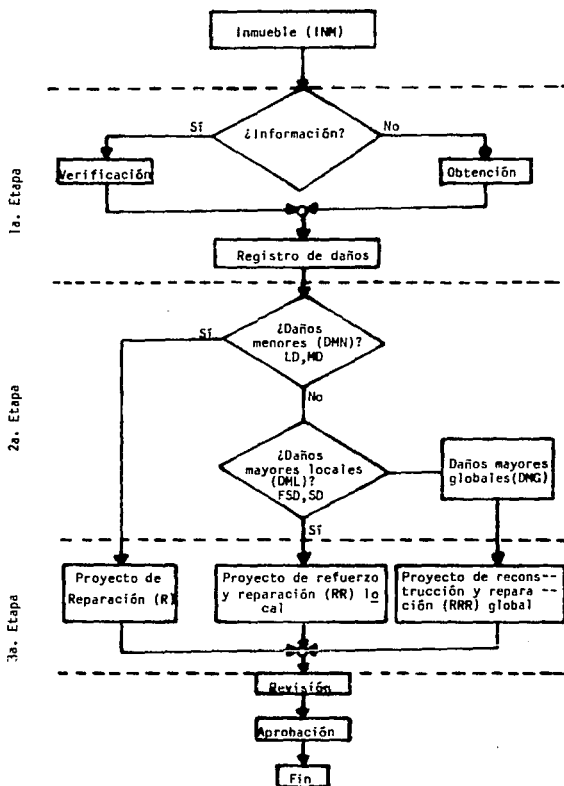 Inmueble (INM)
¿Información?
Sí
No
Verificación
Obtención
1a. Etapa
Registro de daños
¿Daños
menores (DMN)?
LD,MD
Sí
No
2a. Etapa
¿Daños
mayores locales
(DML)?
FSD,SD
Daños mayores
globales(DMG)
Sí
3a. Etapa
Proyecto de
Reparación (R)
Proyecto de refuerzo
y reparación (RR) lo
cal
Proyecto de recons--
trucción y repara --
ción (RRR) global
Revisión
Aprobación
Fin